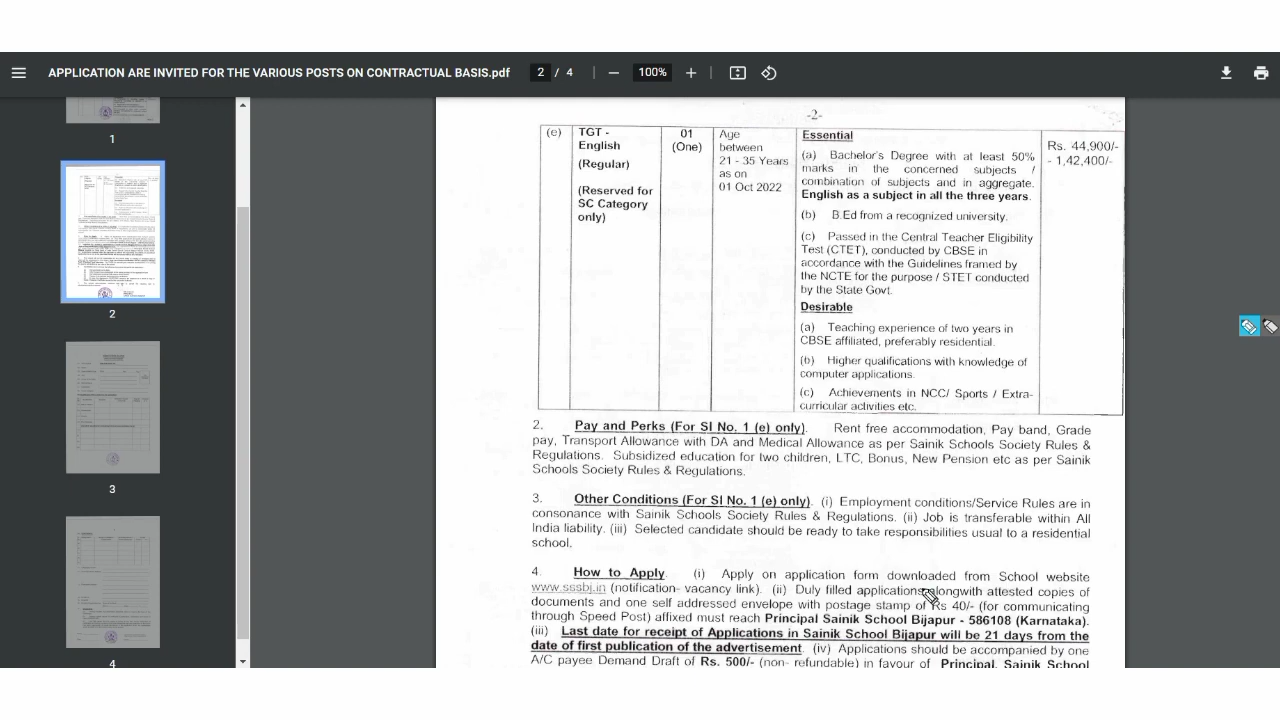 APPLICATION ARE INVITED FOR THE VARIOUS POSTS ON CONTRACTUAL BASIS.pdf
2 / 4
100%
1
2
3
4
-2-
(e)
TGT -
English
(Regular)
(Reserved for
SC Category
only)
01
(One)
Age
between
21 - 35 Years
as on
01 Oct 2022
Essential
(a) Bachelor's Degree with at least 50%
marks in the concerned subjects /
combination of subjects and in aggregate.
English as a subject in all the three years.
(b) B.Ed from a recognized university.
(c) Passed in the Central Teacher Eligibility
Test (CTET), conducted by CBSE in
accordance with the Guidelines framed by
the NCTE for the purpose / STET conducted
by the State Govt.
Desirable
(a) Teaching experience of two years in
CBSE affiliated, preferably residential.
(b) Higher qualifications with knowledge of
computer applications.
(c) Achievements in NCC/ Sports / Extra-
curricular activities etc.
Rs. 44,900/-
- 1,42,400/-
2. Pay and Perks (For SI No. 1 (e) only). Rent free accommodation, Pay band, Grade
pay, Transport Allowance with DA and Medical Allowance as per Sainik Schools Society Rules &
Regulations. Subsidized education for two children, LTC, Bonus, New Pension etc as per Sainik
Schools Society Rules & Regulations.
3. Other Conditions (For SI No. 1 (e) only). (i) Employment conditions/Service Rules are in
consonance with Sainik Schools Society Rules & Regulations. (ii) Job is transferable within All
India liability. (iii) Selected candidate should be ready to take responsibilities usual to a residential
school.
4. How to Apply. (i) Apply on application form downloaded from School website
www.sssbj.in (notification- vacancy link). (ii) Duly filled applications alongwith attested copies of
documents and one self addressed envelope with postage stamp of Rs 40/- (for communicating
through Speed Post) affixed must reach Principal Sainik School Bijapur - 586108 (Karnataka).
(iii) Last date for receipt of Applications in Sainik School Bijapur will be 21 days from the
date of first publication of the advertisement. (iv) Applications should be accompanied by one
A/C payee Demand Draft of Rs. 500/- (non- refundable) in favour of Principal, Sainik School